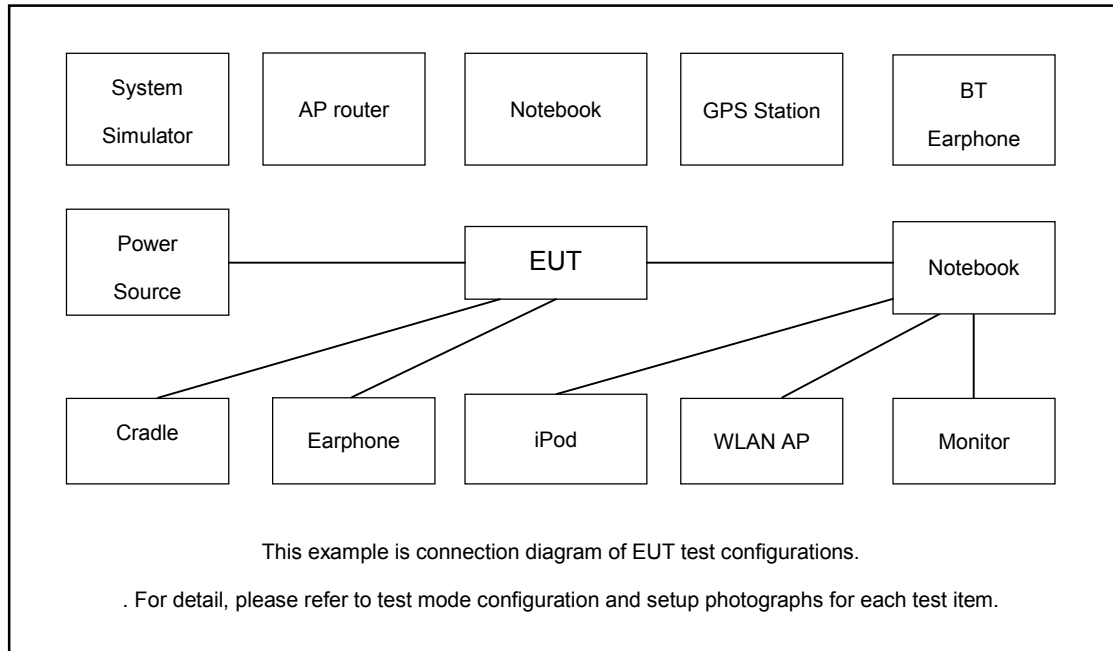 System
Simulator
AP router
Notebook
GPS Station
BT
Earphone
Power
Source
EUT
Notebook
Cradle
Earphone
iPod
WLAN AP
Monitor
This example is connection diagram of EUT test configurations.
. For detail, please refer to test mode configuration and setup photographs for each test item.